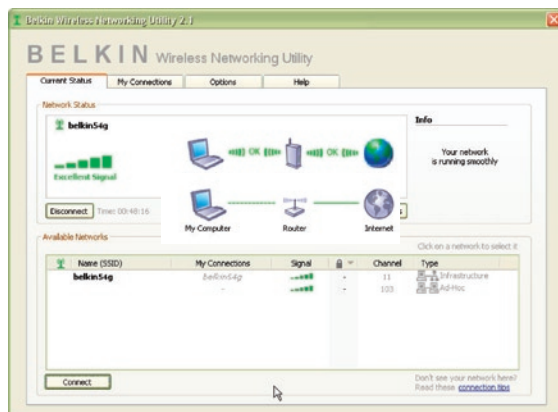 Belkin Wireless Networking Utility 2.1
BELKIN Wireless Networking Utility
Current Status My Connections Options Help
Network Status
belkin54g
Excellent Signal
OK OK
Info
Your network
is running smoothly
Disconnect Time: 00:48:16
My Computer Router Internet
Available Networks
Click on a network to select it
Name (SSID) My Connections Signal Channel Type
belkin54g belkin54g - 11 Infrastructure
- - 103 Ad-Hoc
Connect
Don't see your network here?
Read these connection tips